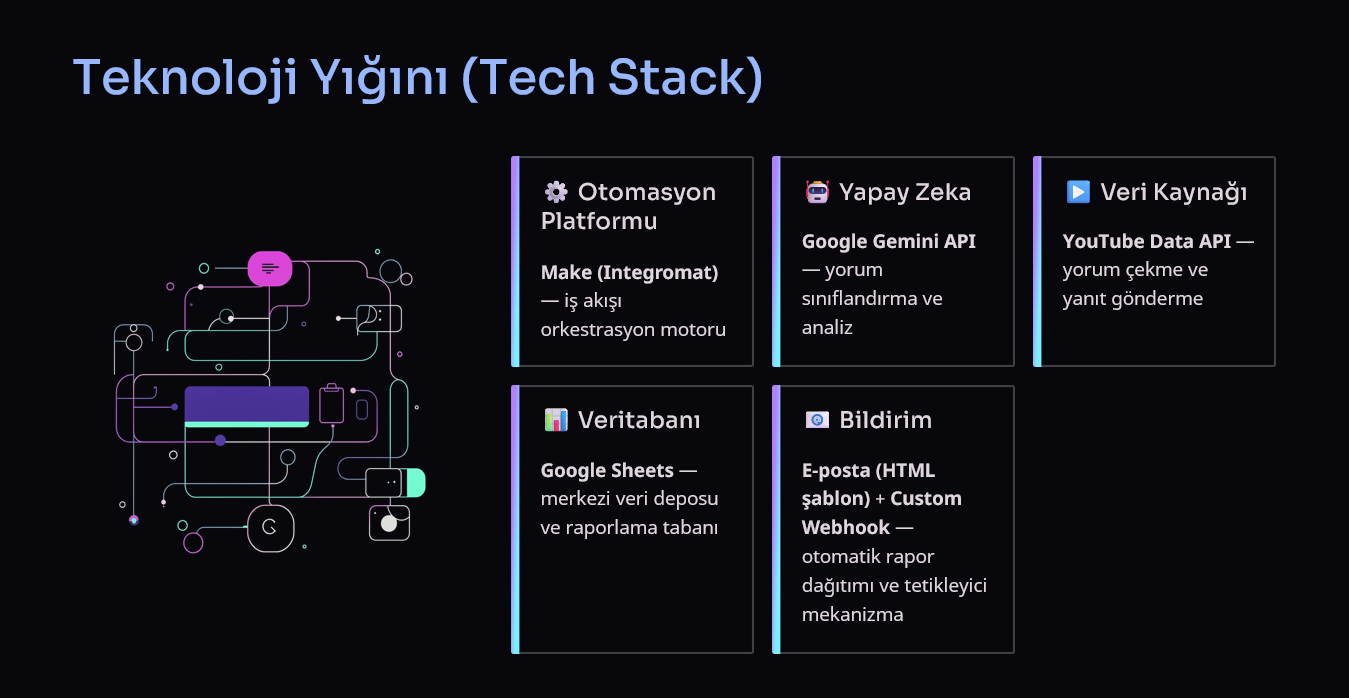 Teknoloji Yığını (Tech Stack)
Otomasyon
Platformu
Make (Integromat)
— iş akışı
orkestrasyon motoru
Yapay Zeka
Google Gemini API
— yorum
sınıflandırma ve
analiz
Veri Kaynağı
YouTube Data API —
yorum çekme ve
yanıt gönderme
Veritabanı
Google Sheets —
merkezi veri deposu
ve raporlama tabanı
Bildirim
E-posta (HTML
şablon) + Custom
Webhook —
otomatik rapor
dağıtımı ve tetikleyici
mekanizma